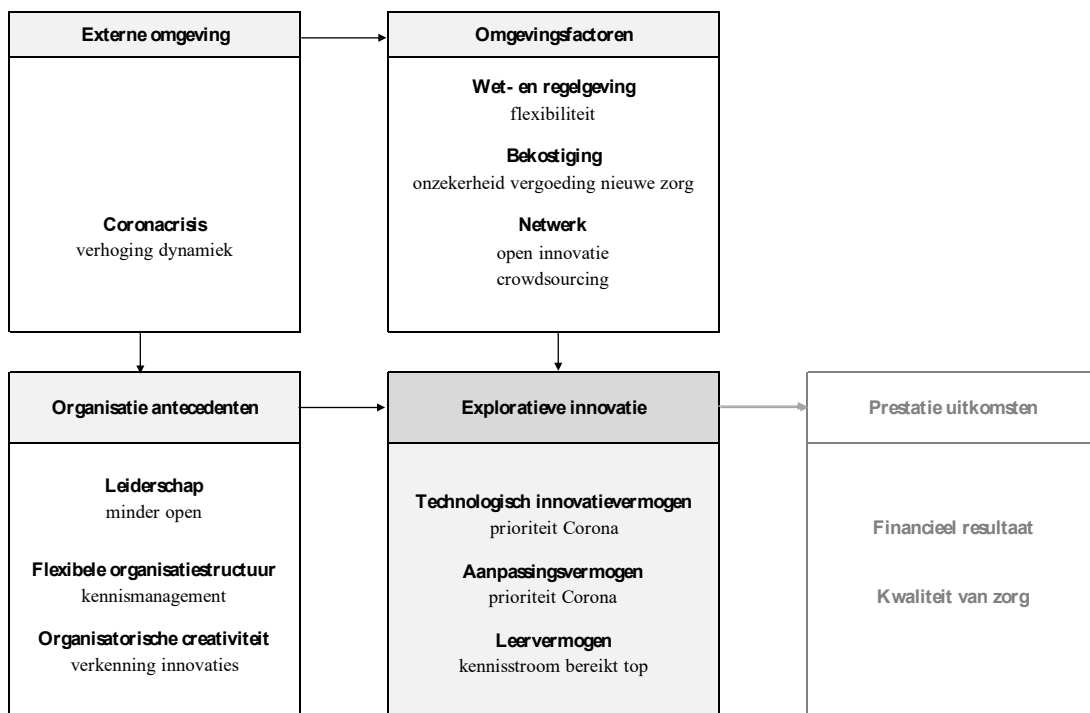 Externe omgeving
Coronacrisis
verhoging dynamiek
Omgevingsfactoren
Wet- en regelgeving
flexibiliteit
Bekostiging
onzekerheid vergoeding nieuwe zorg
Netwerk
open innovatie
crowdsourcing
Organisatie antecedenten
Leiderschap
minder open
Flexibele organisatiestructuur
kennismanagement
Organisatorische creativiteit
verkenning innovaties
Exploratieve innovatie
Technologisch innovatievermogen
prioriteit Corona
Aanpassingsvermogen
prioriteit Corona
Leervermogen
kennisstroom bereikt top
Prestatie uitkomsten
Financieel resultaat
Kwaliteit van zorg